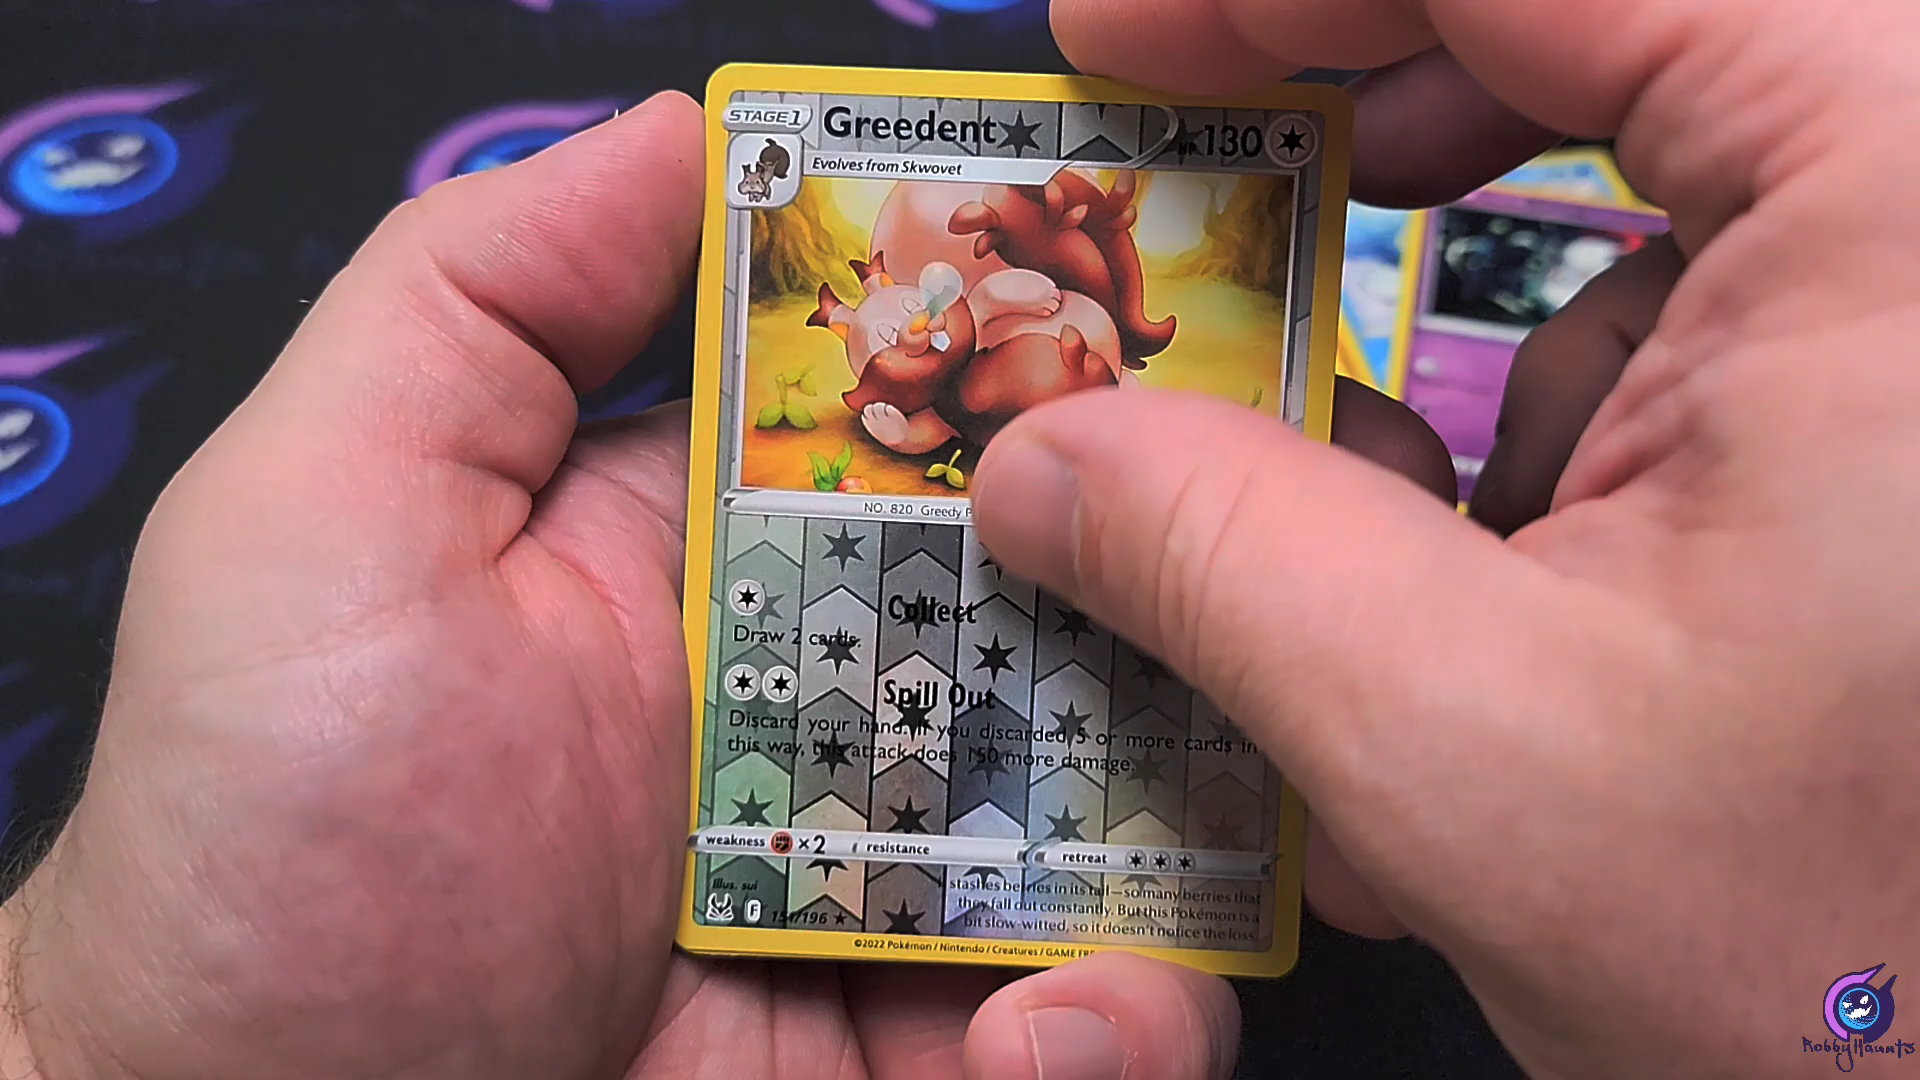 STAGE1
Greedent
HP 130
Evolves from Skwovet
NO. 820 Greedy P
Collect
Draw 2 cards.
Spill Out
Discard your hand. If you discarded 5 or more cards in
this way, this attack does 150 more damage.
weakness ×2 resistance retreat
Illus. sui
stashes berries in its tail—so many berries that
they fall out constantly. But this Pokémon is a
bit slow-witted, so it doesn't notice the loss.
F 151/196
©2022 Pokémon / Nintendo / Creatures / GAME FR
RobbyHaunts